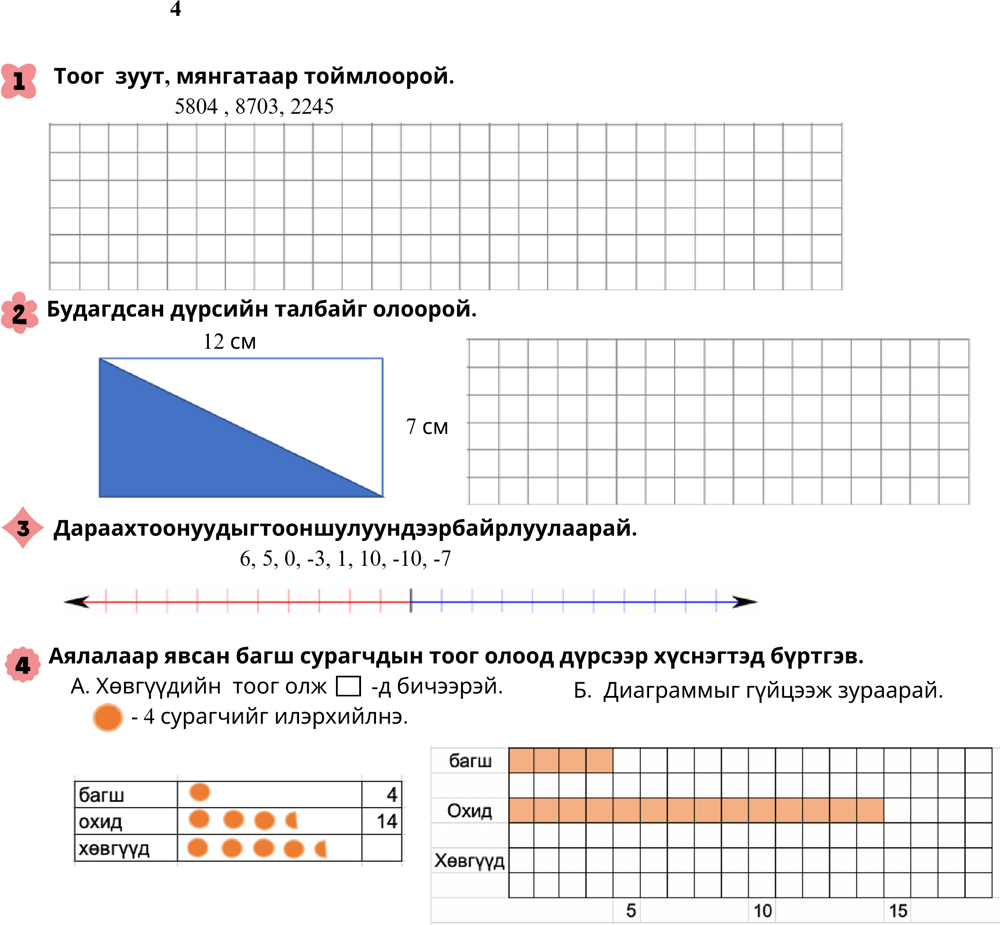 4
1 Тоог зуут, мянгатаар тоймлоорой.
5804 , 8703, 2245
2 Будагдсан дүрсийн талбайг олоорой.
12 см
7 см
3 Дараахтоонуудыгтооншулуундээрбайрлуулаарай.
6, 5, 0, -3, 1, 10, -10, -7
4 Аялалаар явсан багш сурагчдын тоог олоод дүрсээр хүснэгтэд бүртгэв.
А. Хөвгүүдийн тоог олж -д бичээрэй.
- 4 сурагчийг илэрхийлнэ.
багш 4
охид 14
хөвгүүд
Б. Диаграммыг гүйцээж зураарай.
багш
Охид
Хөвгүүд
5 10 15